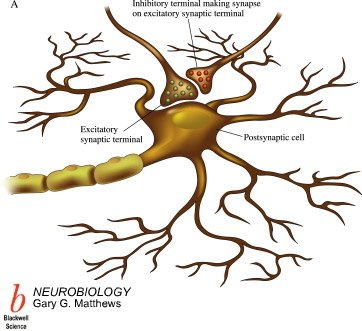 A
Inhibitory terminal making synapse
on excitatory synaptic terminal
Excitatory
synaptic terminal
Postsynaptic cell
b
Blackwell
Science
NEUROBIOLOGY
Gary G. Matthews